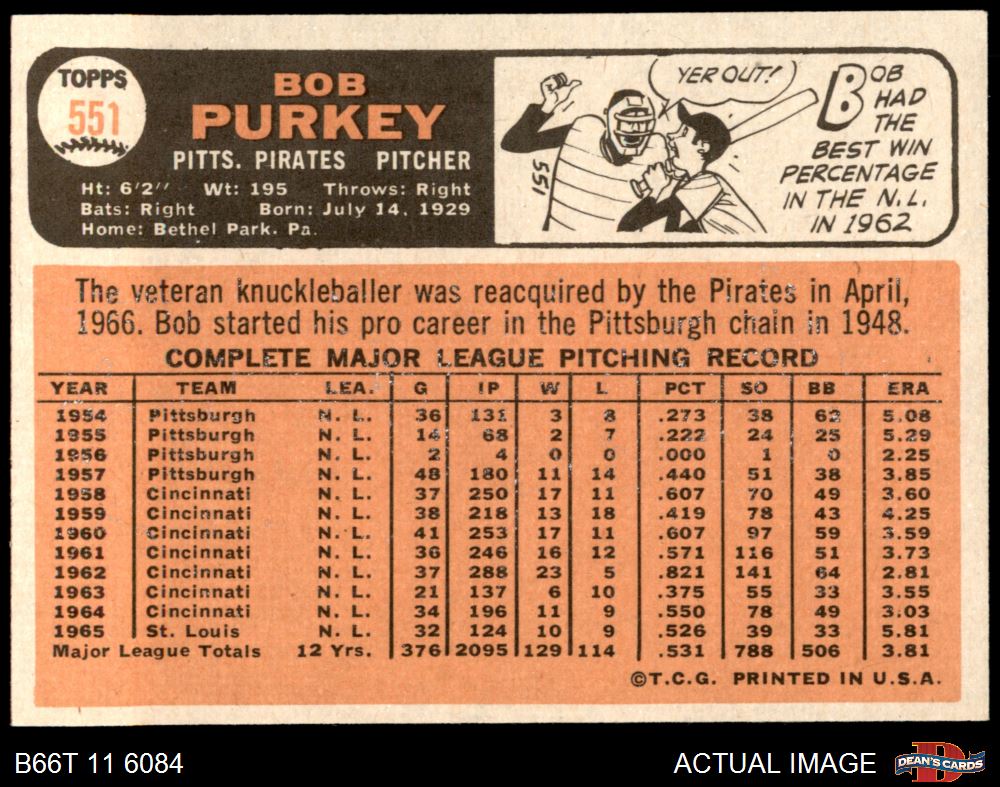 TOPPS
551
BOB
PURKEY
PITTS. PIRATES PITCHER
Ht: 6'2" Wt: 195 Throws: Right
Bats: Right Born: July 14, 1929
Home: Bethel Park, Pa.
YER OUT!
551
BOB
HAD
THE
BEST WIN
PERCENTAGE
IN THE N.L.
IN 1962
The veteran knuckleballer was reacquired by the Pirates in April,
1966. Bob started his pro career in the Pittsburgh chain in 1948.
COMPLETE MAJOR LEAGUE PITCHING RECORD
YEAR TEAM LEA. G IP W L PCT SO BB ERA
1954 Pittsburgh N. L. 36 131 3 8 .273 38 62 5.08
1955 Pittsburgh N. L. 14 68 2 7 .222 24 25 5.29
1956 Pittsburgh N. L. 2 4 0 0 .000 1 0 2.25
1957 Pittsburgh N. L. 48 180 11 14 .440 51 38 3.85
1958 Cincinnati N. L. 37 250 17 11 .607 70 49 3.60
1959 Cincinnati N. L. 38 218 13 18 .419 78 43 4.25
1960 Cincinnati N. L. 41 253 17 11 .607 97 59 3.59
1961 Cincinnati N. L. 36 246 16 12 .571 116 51 3.73
1962 Cincinnati N. L. 37 288 23 5 .821 141 64 2.81
1963 Cincinnati N. L. 21 137 6 10 .375 55 33 3.55
1964 Cincinnati N. L. 34 196 11 9 .550 78 49 3.03
1965 St. Louis N. L. 32 124 10 9 .526 39 33 5.81
Major League Totals 12 Yrs. 376 2095 129 114 .531 788 506 3.81
©T.C.G. PRINTED IN U.S.A.
B66T 11 6084
ACTUAL IMAGE
DEAN'S CARDS